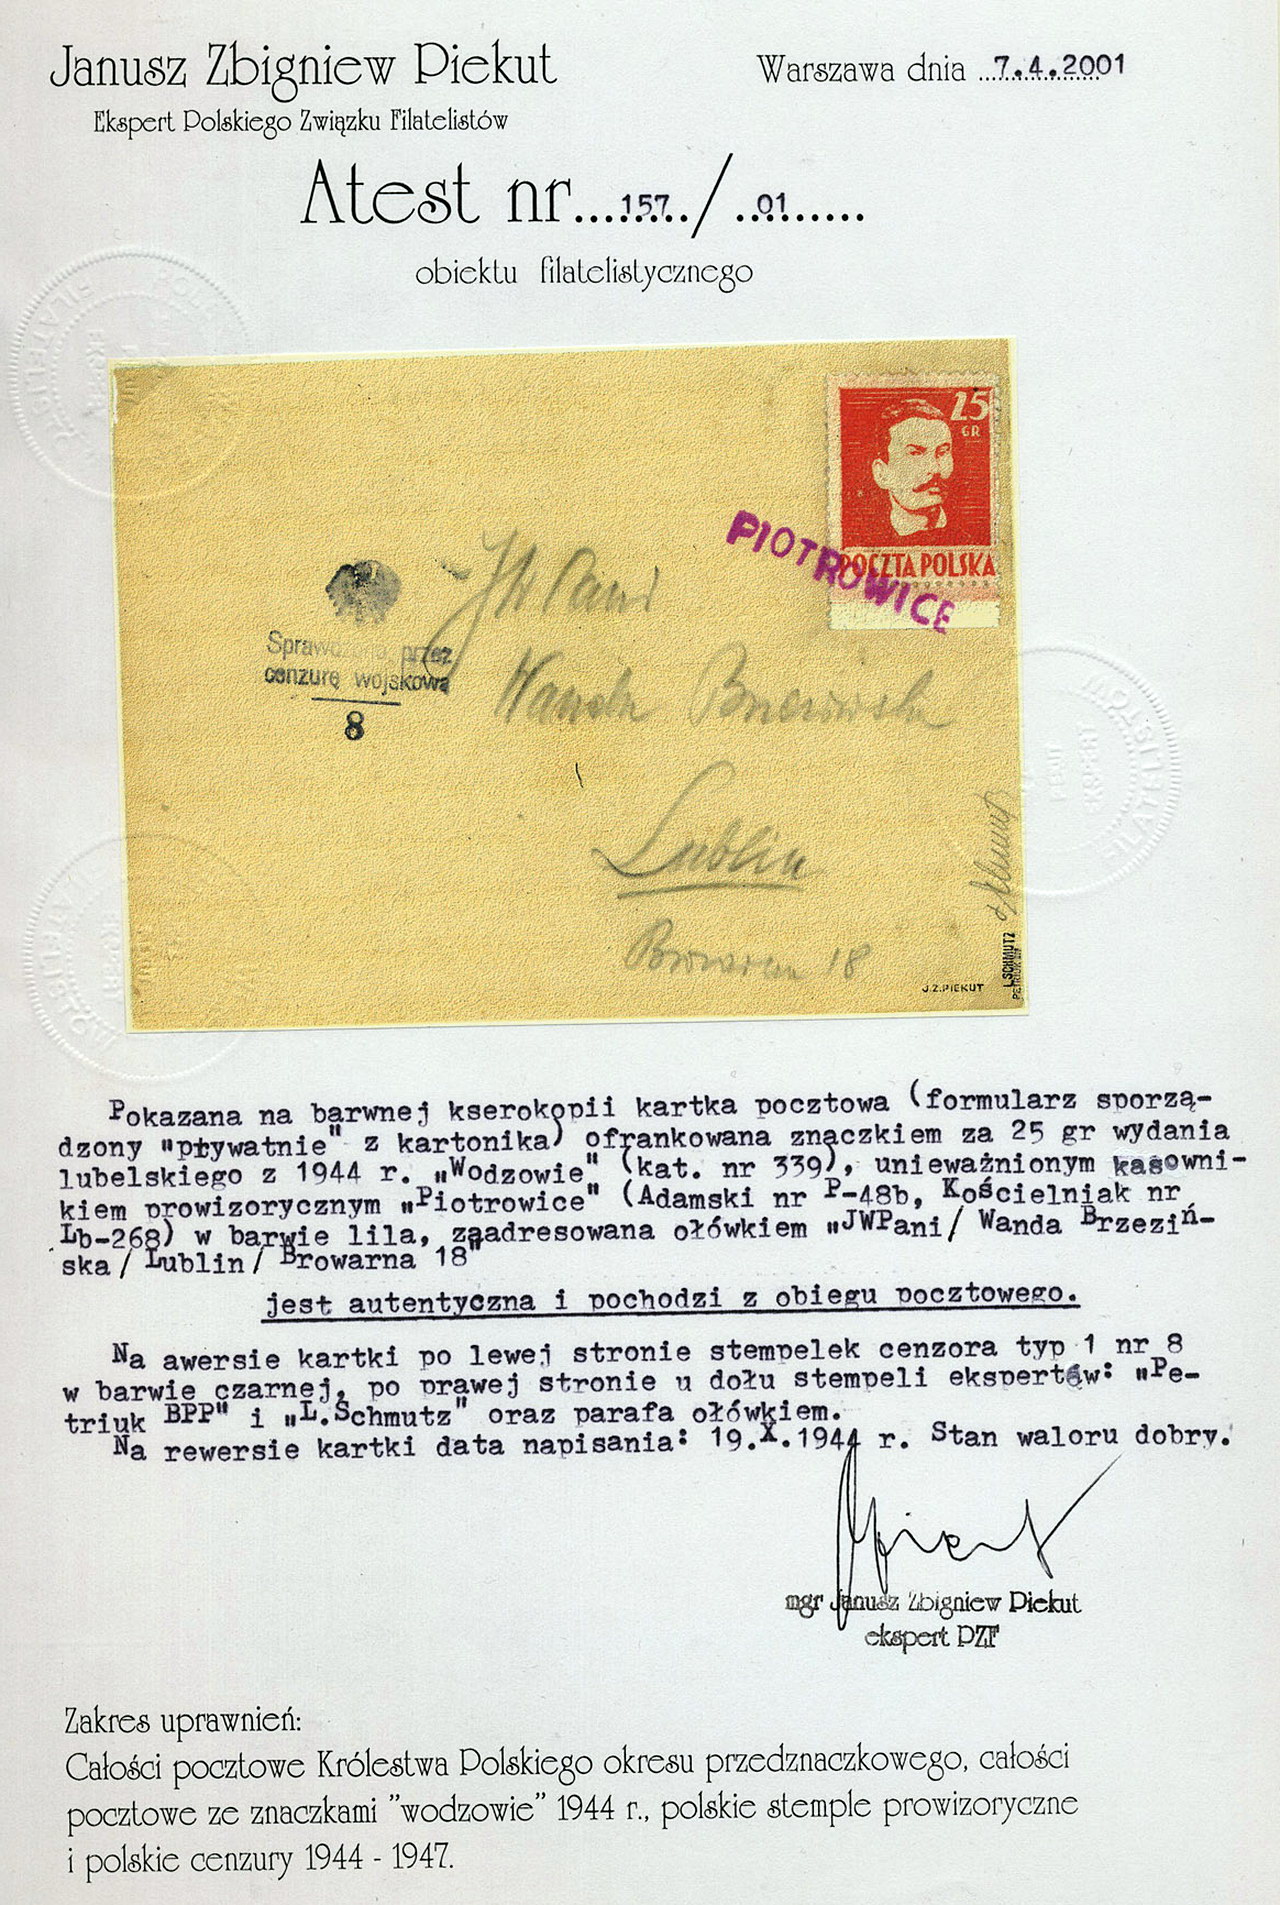 Janusz Zbigniew Piekut
Warszawa dnia 7.4.2001
Ekspert Polskiego Związku Filatelistów
Atest nr...157../..01.......
obiektu filatelistycznego
25
GR
POCZTA POLSKA
PIOTROWICE
JWPani
Sprawdzono przez
cenzurę wojskową
8
Wanda Brzezińska
Lublin
Browarna 18
J.Z.PIEKUT
L.SCHMUTZ
PETRIUK BPP
Pokazana na barwnej kserokopii kartka pocztowa (formularz sporzą-
dzony "prywatnie" z kartonika) ofrankowana znaczkiem za 25 gr wydania
lubelskiego z 1944 r. „Wodzowie" (kat. nr 339), unieważnionym kasowni-
kiem prowizorycznym „Piotrowice" (Adamski nr P-48b, Kościelniak nr
Lb-268) w barwie lila, zaadresowana ołówkiem „JWPani/ Wanda Brzeziń-
ska/ Lublin/ Browarna 18"
jest autentyczna i pochodzi z obiegu pocztowego.
Na awersie kartki po lewej stronie stempelek cenzora typ 1 nr 8
w barwie czarnej, po prawej stronie u dołu stempeli ekspertów: „Pe-
triuk BPP" i „L.Schmutz" oraz parafa ołówkiem.
Na rewersie kartki data napisania: 19.X.1944 r. Stan waloru dobry.
mgr Janusz Zbigniew Piekut
ekspert PZF
Zakres uprawnień:
Całości pocztowe Królestwa Polskiego okresu przedznaczkowego, całości
pocztowe ze znaczkami "wodzowie" 1944 r., polskie stemple prowizoryczne
i polskie cenzury 1944 - 1947.